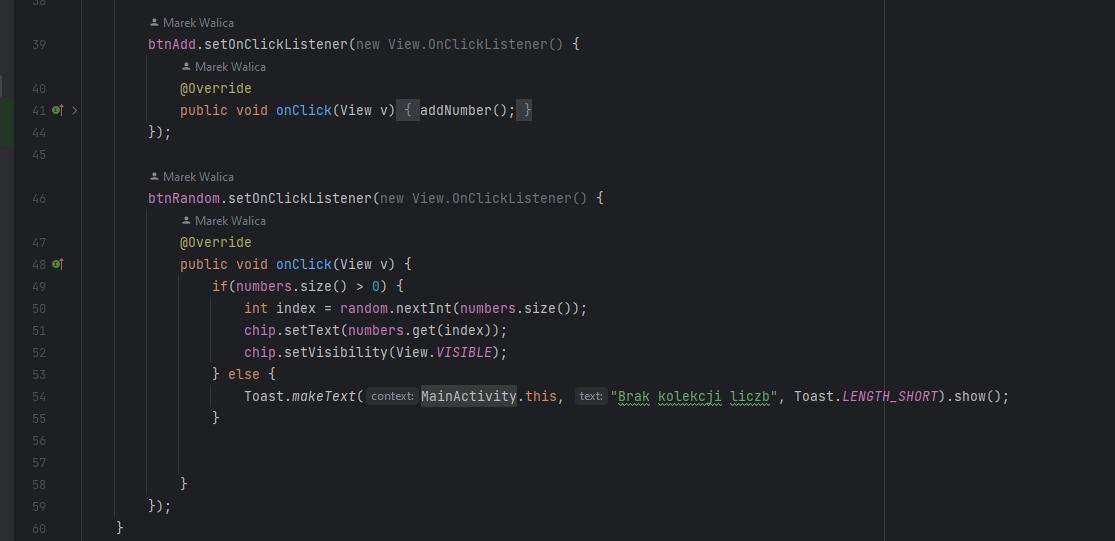 38
Marek Walica
39 btnAdd.setOnClickListener(new View.OnClickListener() {
Marek Walica
40 @Override
41 public void onClick(View v) { addNumber(); }
44 });
45
Marek Walica
46 btnRandom.setOnClickListener(new View.OnClickListener() {
Marek Walica
47 @Override
48 public void onClick(View v) {
49 if(numbers.size() > 0) {
50 int index = random.nextInt(numbers.size());
51 chip.setText(numbers.get(index));
52 chip.setVisibility(View.VISIBLE);
53 } else {
54 Toast.makeText( context: MainActivity.this, text: "Brak kolekcji liczb", Toast.LENGTH_SHORT).show();
55 }
56
57
58 }
59 });
60 }